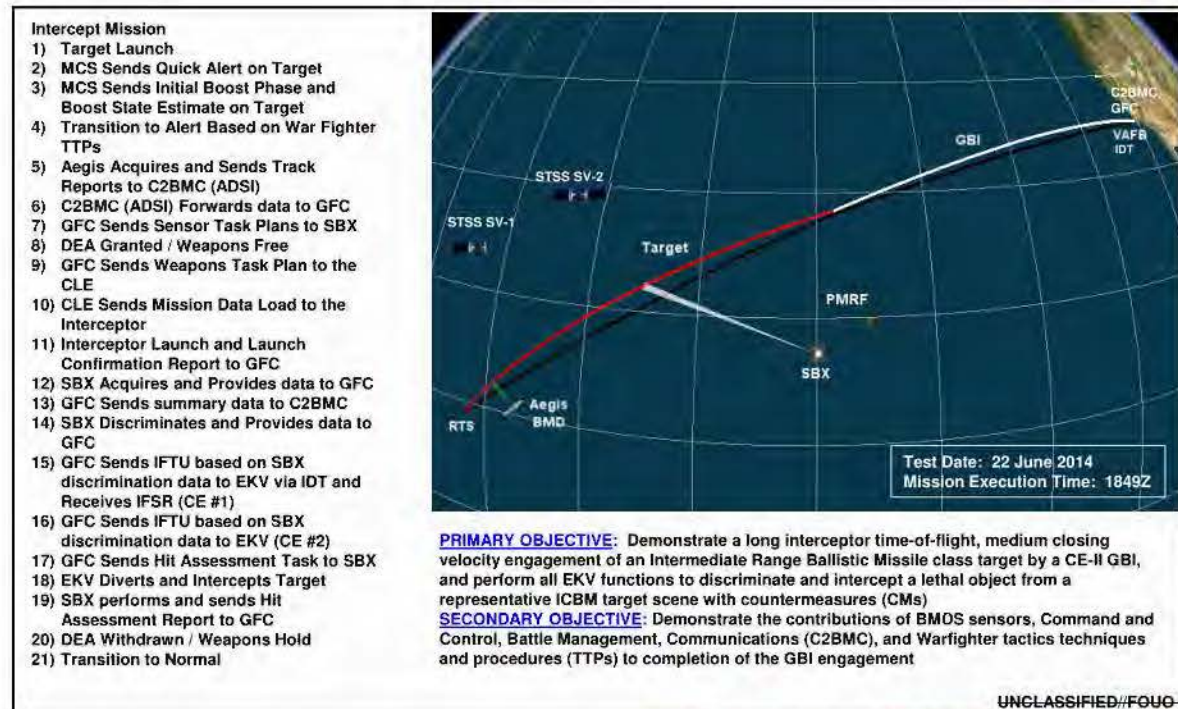 Intercept Mission
1) Target Launch
2) MCS Sends Quick Alert on Target
3) MCS Sends Initial Boost Phase and
Boost State Estimate on Target
4) Transition to Alert Based on War Fighter
TTPs
5) Aegis Acquires and Sends Track
Reports to C2BMC (ADSI)
6) C2BMC (ADSI) Forwards data to GFC
7) GFC Sends Sensor Task Plans to SBX
8) DEA Granted / Weapons Free
9) GFC Sends Weapons Task Plan to the
CLE
10) CLE Sends Mission Data Load to the
Interceptor
11) Interceptor Launch and Launch
Confirmation Report to GFC
12) SBX Acquires and Provides data to GFC
13) GFC Sends summary data to C2BMC
14) SBX Discriminates and Provides data to
GFC
15) GFC Sends IFTU based on SBX
discrimination data to EKV via IDT and
Receives IFSR (CE #1)
16) GFC Sends IFTU based on SBX
discrimination data to EKV (CE #2)
17) GFC Sends Hit Assessment Task to SBX
18) EKV Diverts and Intercepts Target
19) SBX performs and sends Hit
Assessment Report to GFC
20) DEA Withdrawn / Weapons Hold
21) Transition to Normal
C2BMC,
GFC
VAFB
IDT
GBI
STSS SV-2
STSS SV-1
Target
PMRF
SBX
Aegis
BMD
RTS
Test Date: 22 June 2014
Mission Execution Time: 1849Z
PRIMARY OBJECTIVE: Demonstrate a long interceptor time-of-flight, medium closing
velocity engagement of an Intermediate Range Ballistic Missile class target by a CE-II GBI,
and perform all EKV functions to discriminate and intercept a lethal object from a
representative ICBM target scene with countermeasures (CMs)
SECONDARY OBJECTIVE: Demonstrate the contributions of BMDS sensors, Command and
Control, Battle Management, Communications (C2BMC), and Warfighter tactics techniques
and procedures (TTPs) to completion of the GBI engagement
UNCLASSIFIED//FOUO